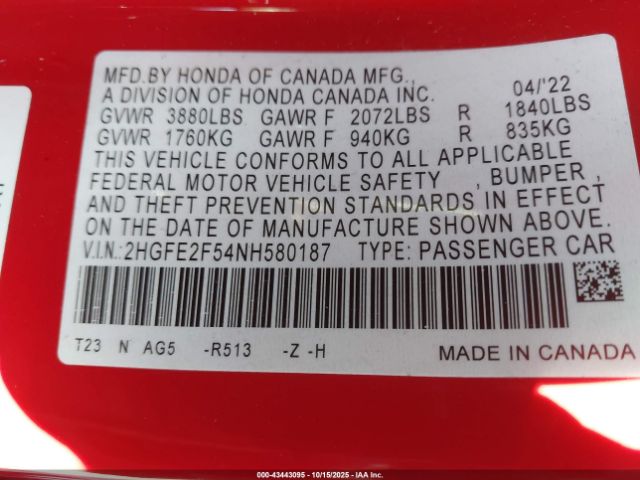 MFD.BY HONDA OF CANADA MFG.,
A DIVISION OF HONDA CANADA INC. 04/'22
GVWR 3880LBS GAWR F 2072LBS R 1840LBS
GVWR 1760KG GAWR F 940KG R 835KG
THIS VEHICLE CONFORMS TO ALL APPLICABLE
FEDERAL MOTOR VEHICLE SAFETY , BUMPER ,
AND THEFT PREVENTION STANDARDS IN EFFECT
ON THE DATE OF MANUFACTURE SHOWN ABOVE.
V.I.N.: 2HGFE2F54NH580187 TYPE: PASSENGER CAR
T23 N AG5 -R513 -Z -H MADE IN CANADA
000-43443095 - 10/15/2025 - IAA Inc.